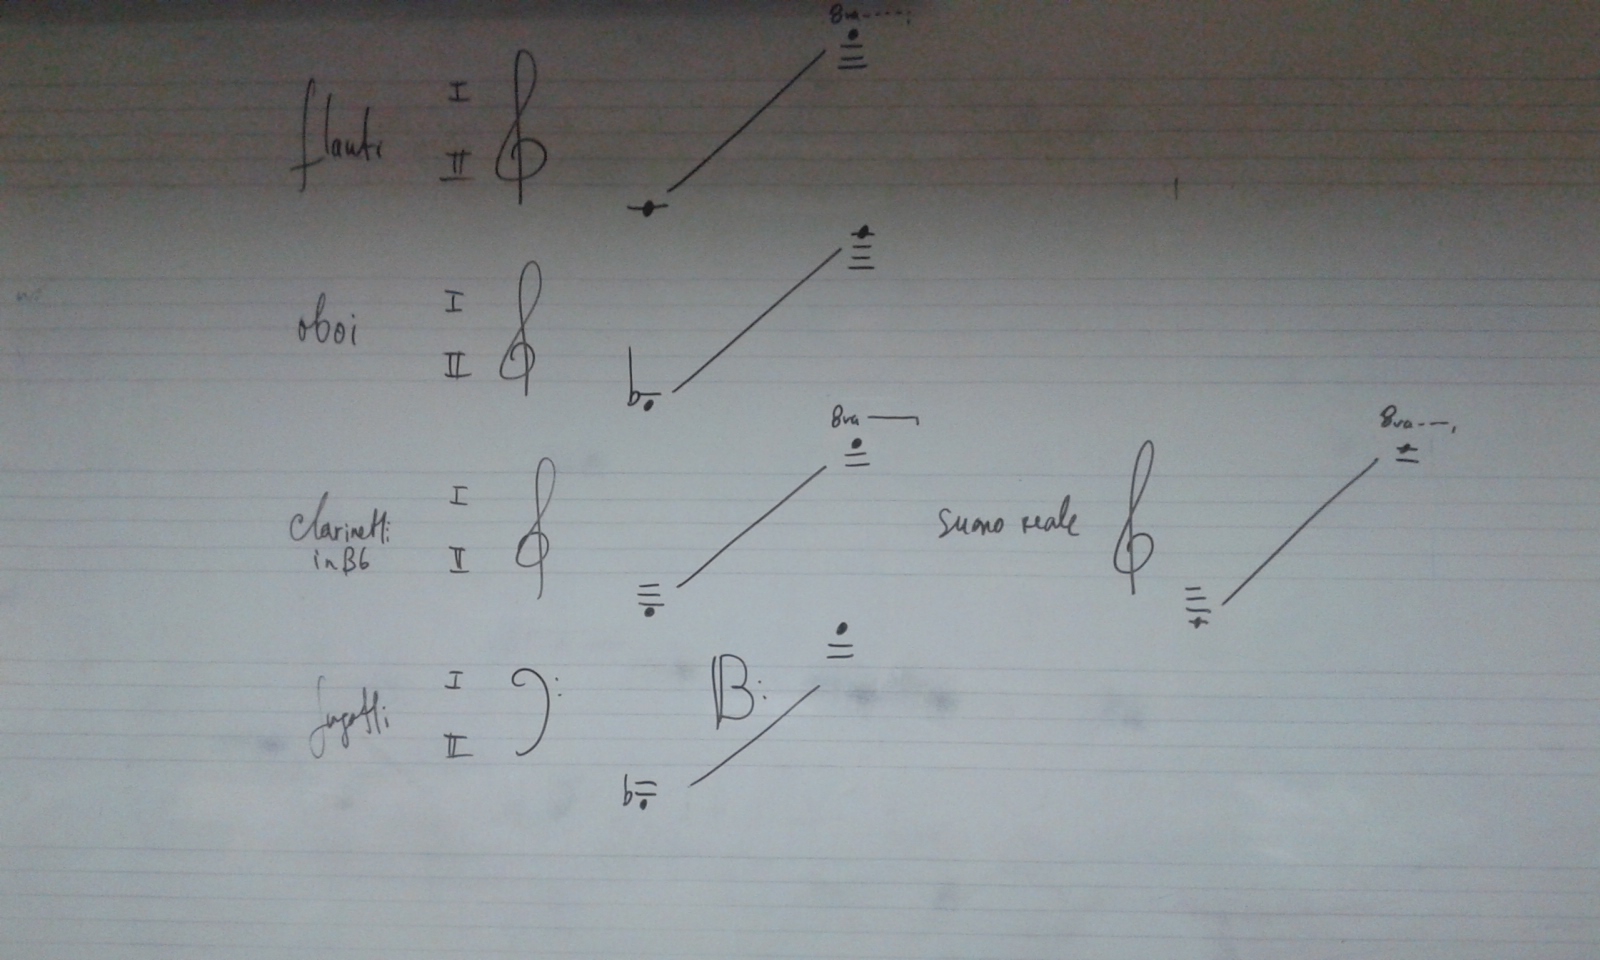 8va
I
flauti
II
I
oboi
II
b
8va
8va
I
clarinetti
in Bb
II
suono reale
I
fagotti
II
B:
b